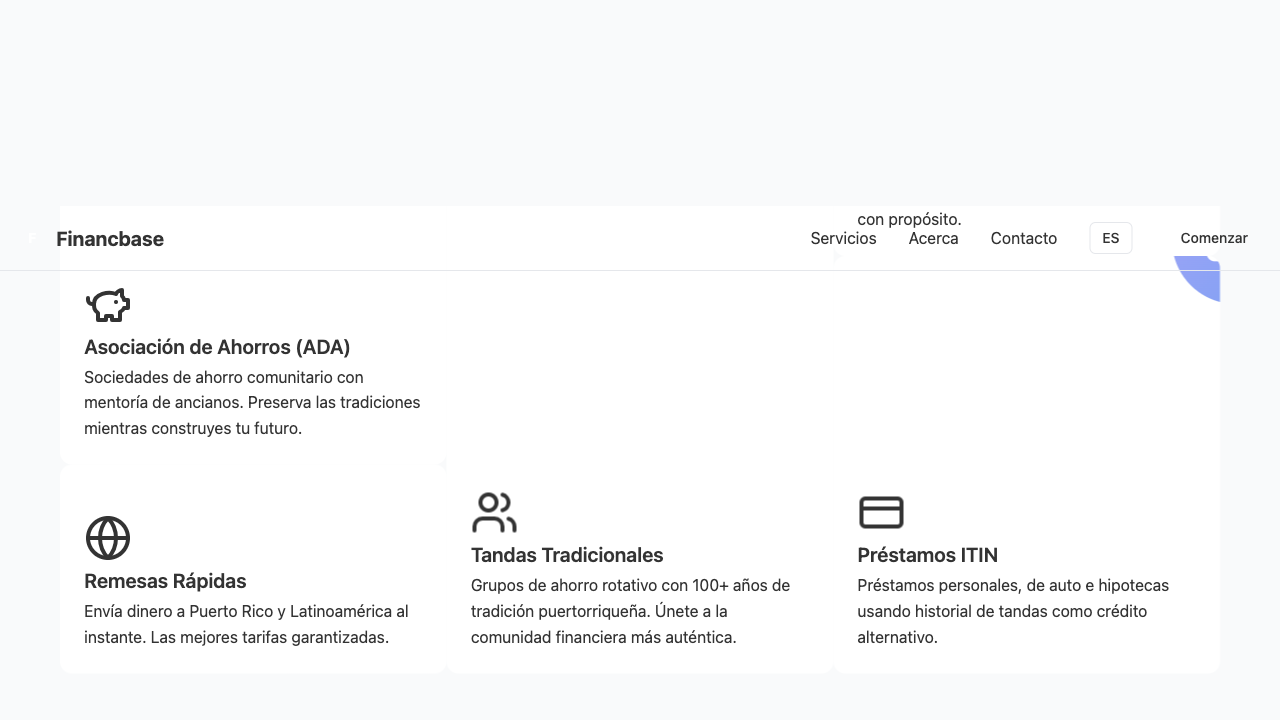 con propósito.
F
Financbase
Servicios
Acerca
Contacto
ES
Comenzar
Asociación de Ahorros (ADA)
Sociedades de ahorro comunitario con
mentoría de ancianos. Preserva las tradiciones
mientras construyes tu futuro.
Remesas Rápidas
Envía dinero a Puerto Rico y Latinoamérica al
instante. Las mejores tarifas garantizadas.
Tandas Tradicionales
Grupos de ahorro rotativo con 100+ años de
tradición puertorriqueña. Únete a la
comunidad financiera más auténtica.
Préstamos ITIN
Préstamos personales, de auto e hipotecas
usando historial de tandas como crédito
alternativo.